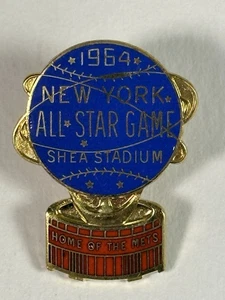 1964
NEW YORK
ALL STAR GAME
SHEA STADIUM
HOME OF THE METS